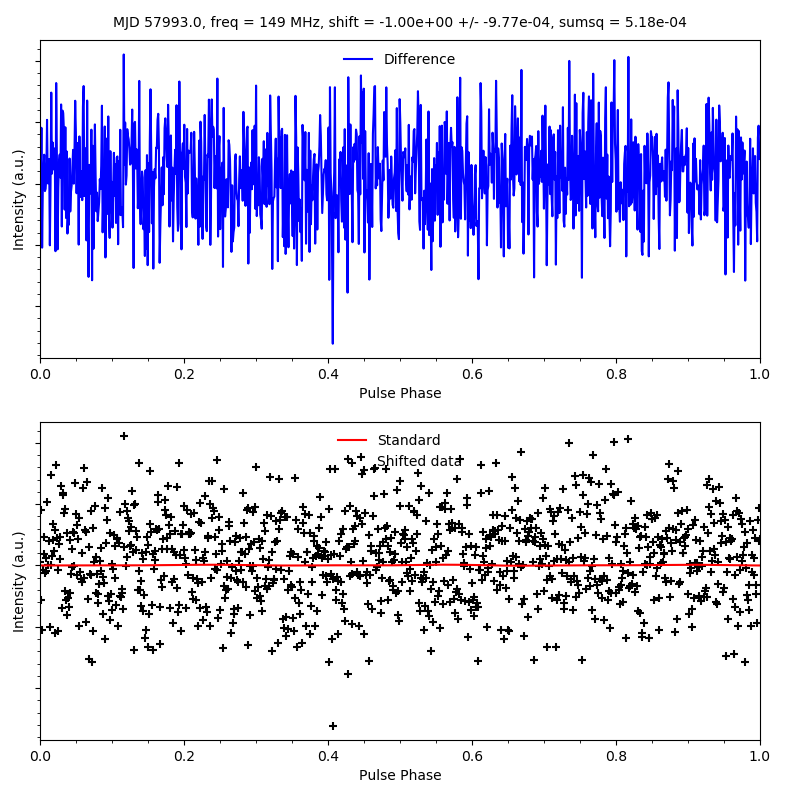 MJD 57993.0, freq = 149 MHz, shift = -1.00e+00 +/- -9.77e-04, sumsq = 5.18e-04
Difference
Intensity (a.u.)
0.0 0.2 0.4 0.6 0.8 1.0
Pulse Phase
Standard
Shifted data
Intensity (a.u.)
0.0 0.2 0.4 0.6 0.8 1.0
Pulse Phase